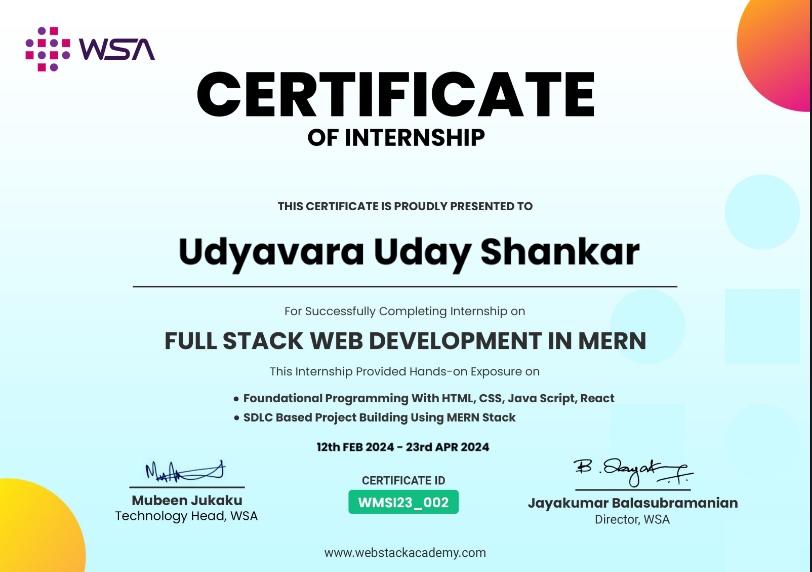 WSA
CERTIFICATE
OF INTERNSHIP
THIS CERTIFICATE IS PROUDLY PRESENTED TO
Udyavara Uday Shankar
For Successfully Completing Internship on
FULL STACK WEB DEVELOPMENT IN MERN
This Internship Provided Hands-on Exposure on
• Foundational Programming With HTML, CSS, Java Script, React
• SDLC Based Project Building Using MERN Stack
12th FEB 2024 - 23rd APR 2024
Mubeen Jukaku
Technology Head, WSA
CERTIFICATE ID
WMSI23_002
B. Jayak
Jayakumar Balasubramanian
Director, WSA
www.webstackacademy.com